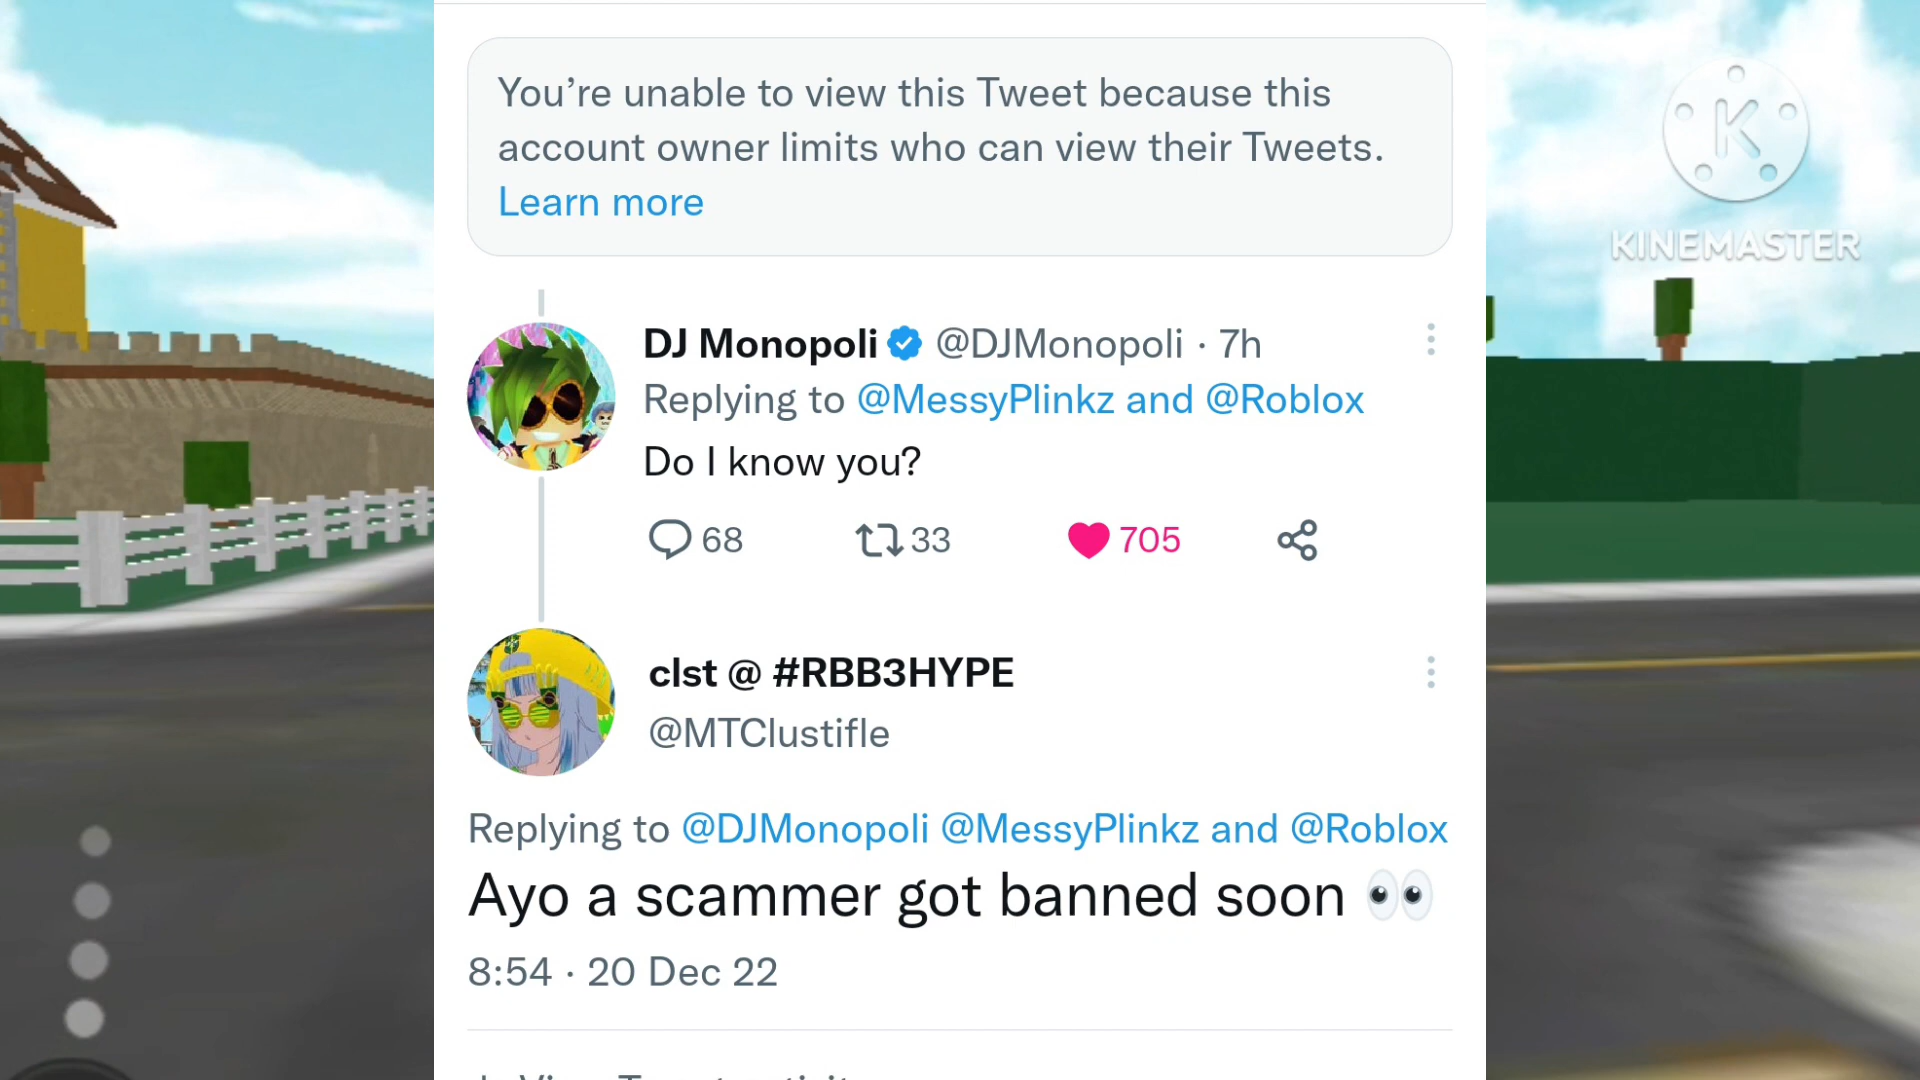 You’re unable to view this Tweet because this
account owner limits who can view their Tweets.
Learn more
KINEMASTER
DJ Monopoli @DJMonopoli · 7h
Replying to @MessyPlinkz and @Roblox
Do I know you?
68 33 705
clst @ #RBB3HYPE
@MTClustifle
Replying to @DJMonopoli @MessyPlinkz and @Roblox
Ayo a scammer got banned soon 👀
8:54 · 20 Dec 22